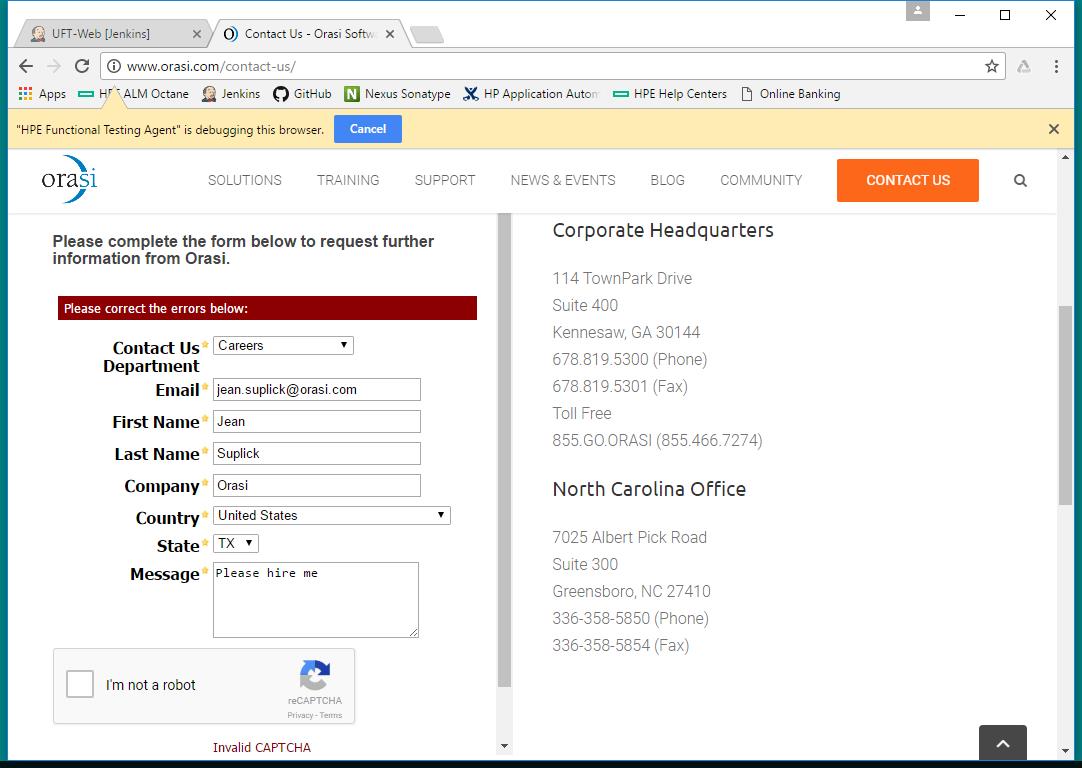 UFT-Web [Jenkins]
Contact Us - Orasi Softw
www.orasi.com/contact-us/
Apps
HPE ALM Octane
Jenkins
GitHub
Nexus Sonatype
HP Application Autom
HPE Help Centers
Online Banking
"HPE Functional Testing Agent" is debugging this browser.
Cancel
orasi
SOLUTIONS
TRAINING
SUPPORT
NEWS & EVENTS
BLOG
COMMUNITY
CONTACT US
Please complete the form below to request further
information from Orasi.
Please correct the errors below:
Contact Us
Department
Careers
Email
jean.suplick@orasi.com
First Name
Jean
Last Name
Suplick
Company
Orasi
Country
United States
State
TX
Message
Please hire me
I'm not a robot
reCAPTCHA
Privacy - Terms
Invalid CAPTCHA
Corporate Headquarters
114 TownPark Drive
Suite 400
Kennesaw, GA 30144
678.819.5300 (Phone)
678.819.5301 (Fax)
Toll Free
855.GO.ORASI (855.466.7274)
North Carolina Office
7025 Albert Pick Road
Suite 300
Greensboro, NC 27410
336-358-5850 (Phone)
336-358-5854 (Fax)